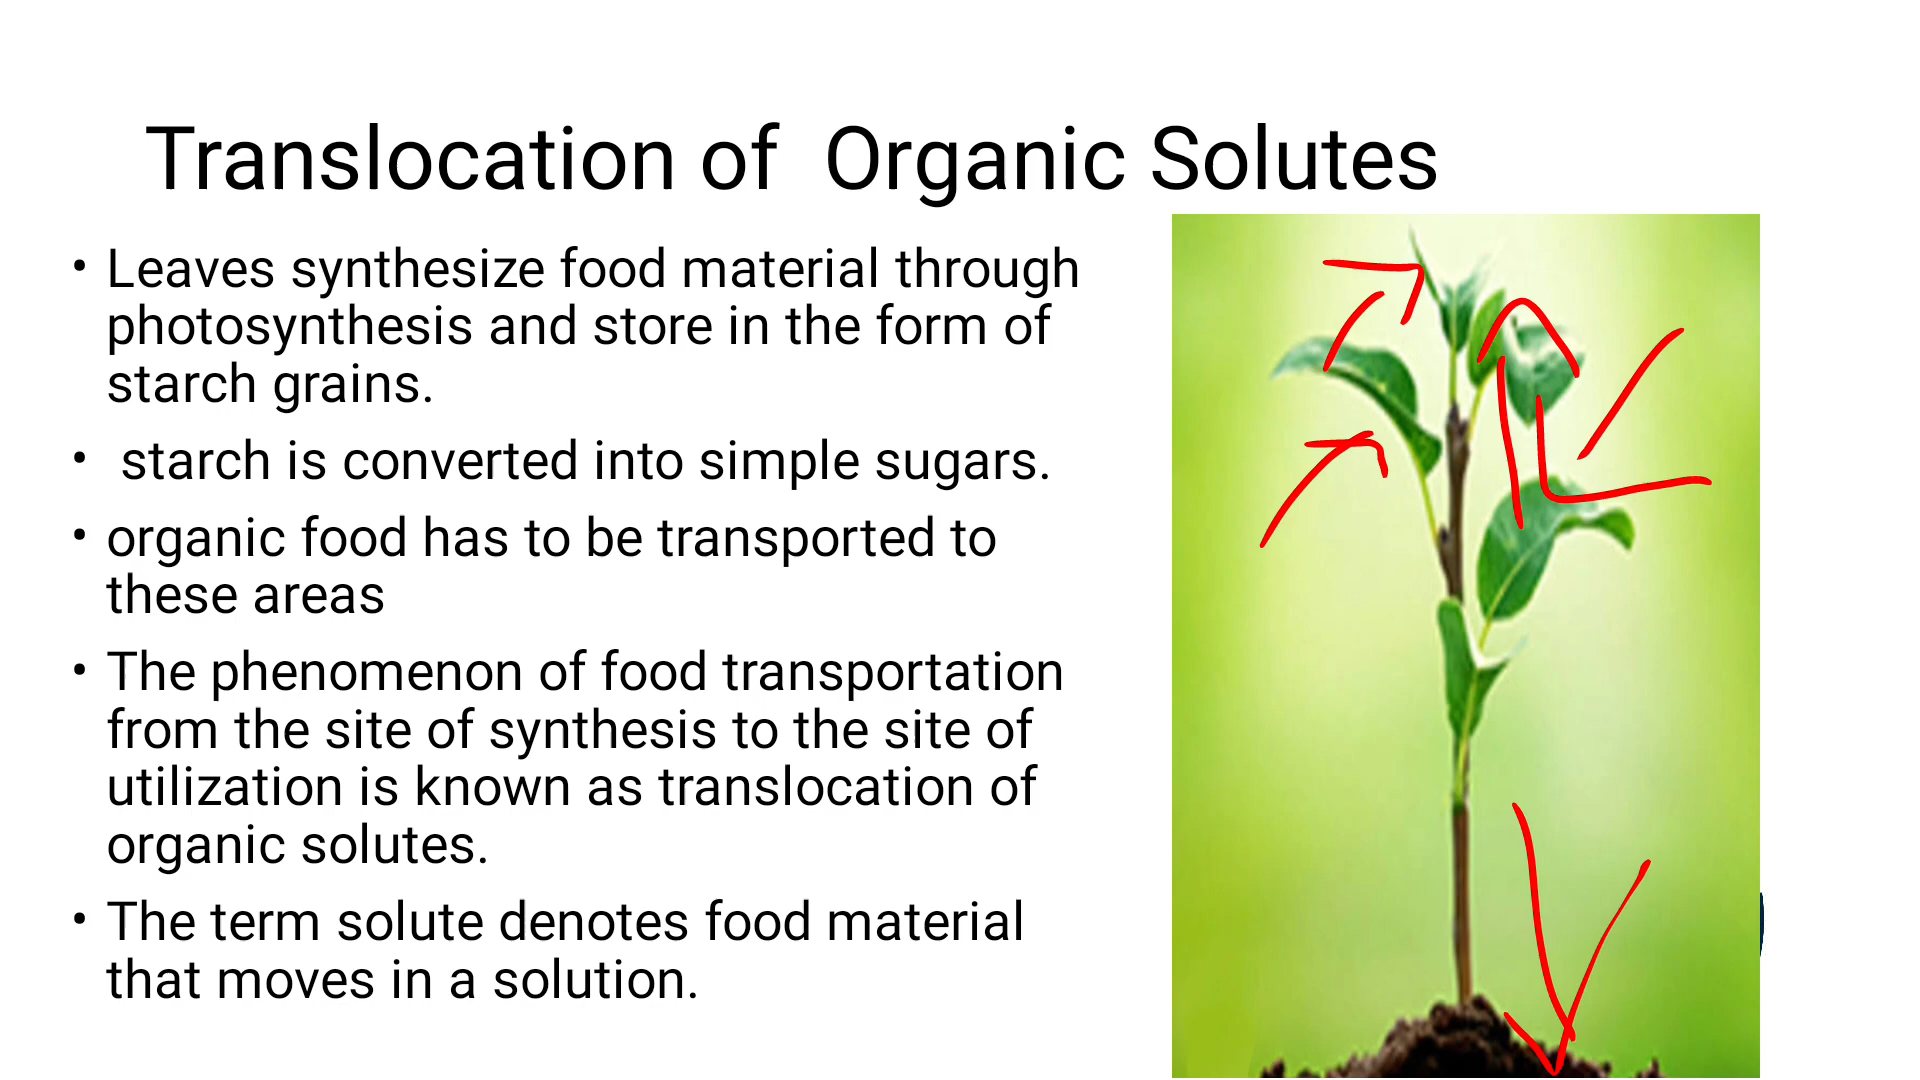 Translocation of  Organic Solutes
• Leaves synthesize food material through
photosynthesis and store in the form of
starch grains.
•  starch is converted into simple sugars.
• organic food has to be transported to
these areas
• The phenomenon of food transportation
from the site of synthesis to the site of
utilization is known as translocation of
organic solutes.
• The term solute denotes food material
that moves in a solution.